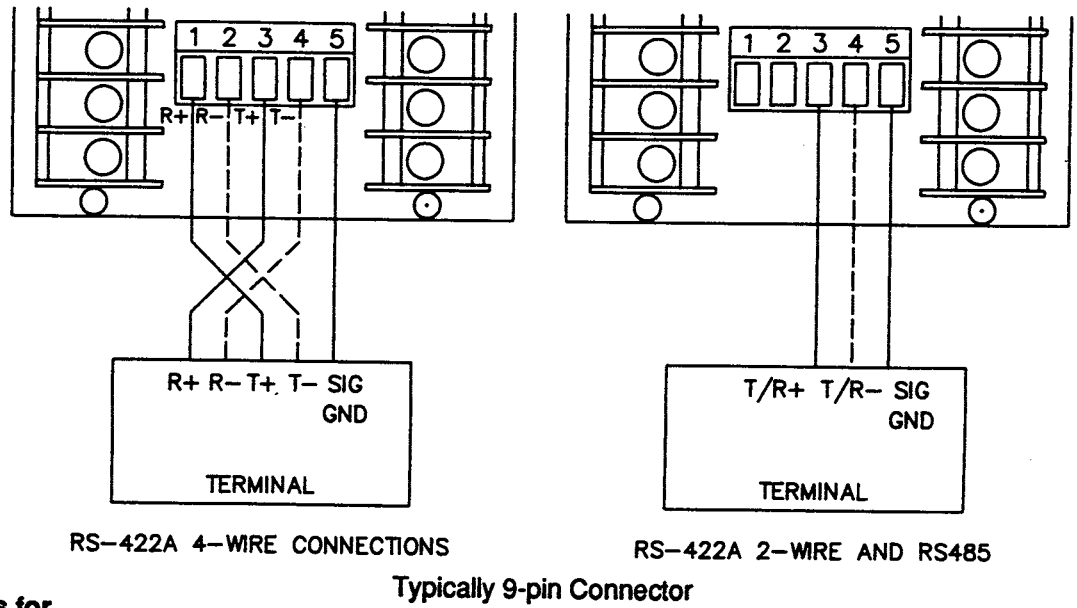 1 2 3 4 5
R+ R- T+ T-
R+ R- T+ T- SIG
GND
TERMINAL
RS-422A 4-WIRE CONNECTIONS
1 2 3 4 5
T/R+ T/R- SIG
GND
TERMINAL
RS-422A 2-WIRE AND RS485
Typically 9-pin Connector
for